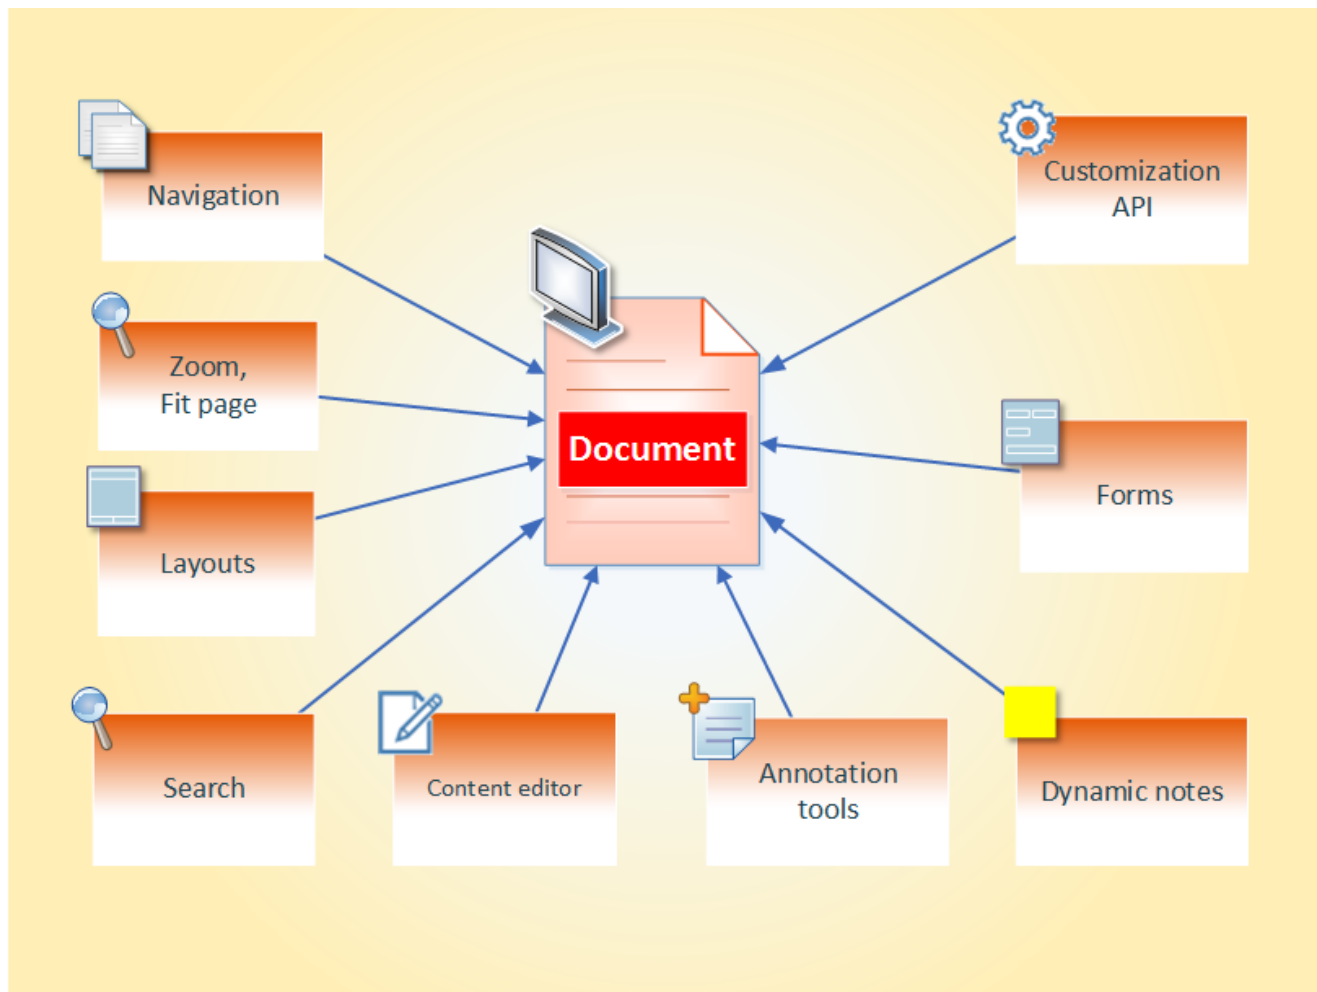 Navigation
Customization
API
Zoom,
Fit page
Document
Forms
Layouts
Search
Content editor
Annotation
tools
Dynamic notes